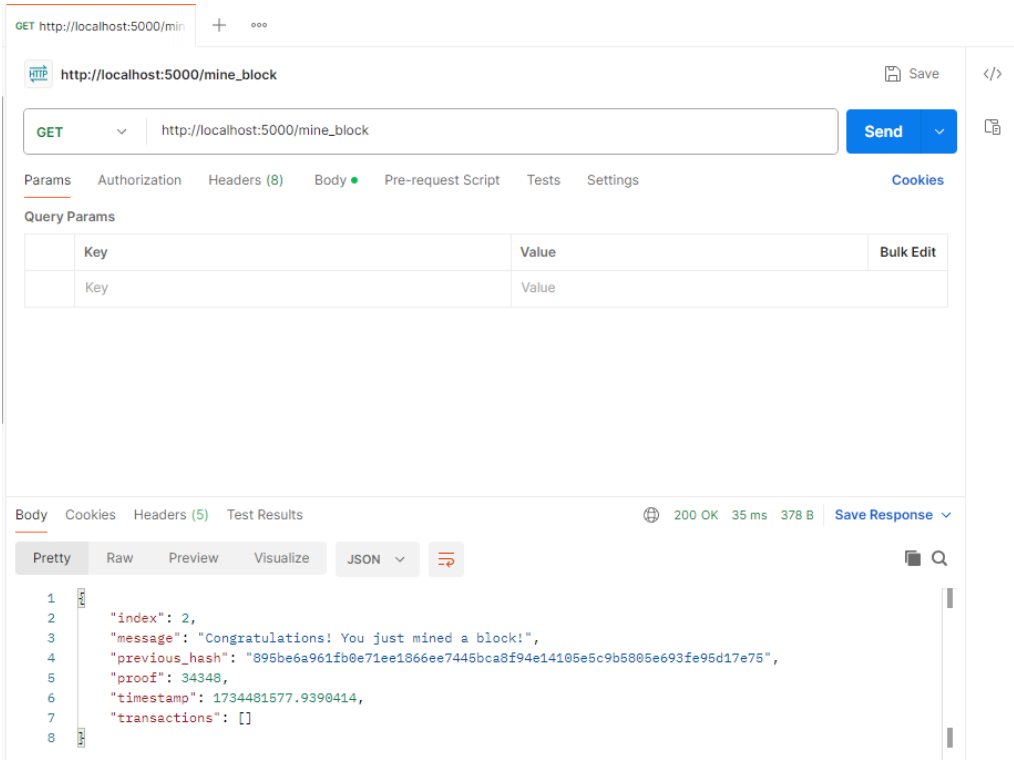 GET http://localhost:5000/min
HTTP http://localhost:5000/mine_block Save
GET http://localhost:5000/mine_block Send
Params Authorization Headers (8) Body Pre-request Script Tests Settings Cookies
Query Params
Key Value Bulk Edit
Key Value
Body Cookies Headers (5) Test Results 200 OK 35 ms 378 B Save Response
Pretty Raw Preview Visualize JSON
1 {
2 "index": 2,
3 "message": "Congratulations! You just mined a block!",
4 "previous_hash": "895be6a961fb0e71ee1866ee7445bca8f94e14105e5c9b5805e693fe95d17e75",
5 "proof": 34348,
6 "timestamp": 1734481577.9390414,
7 "transactions": []
8 }